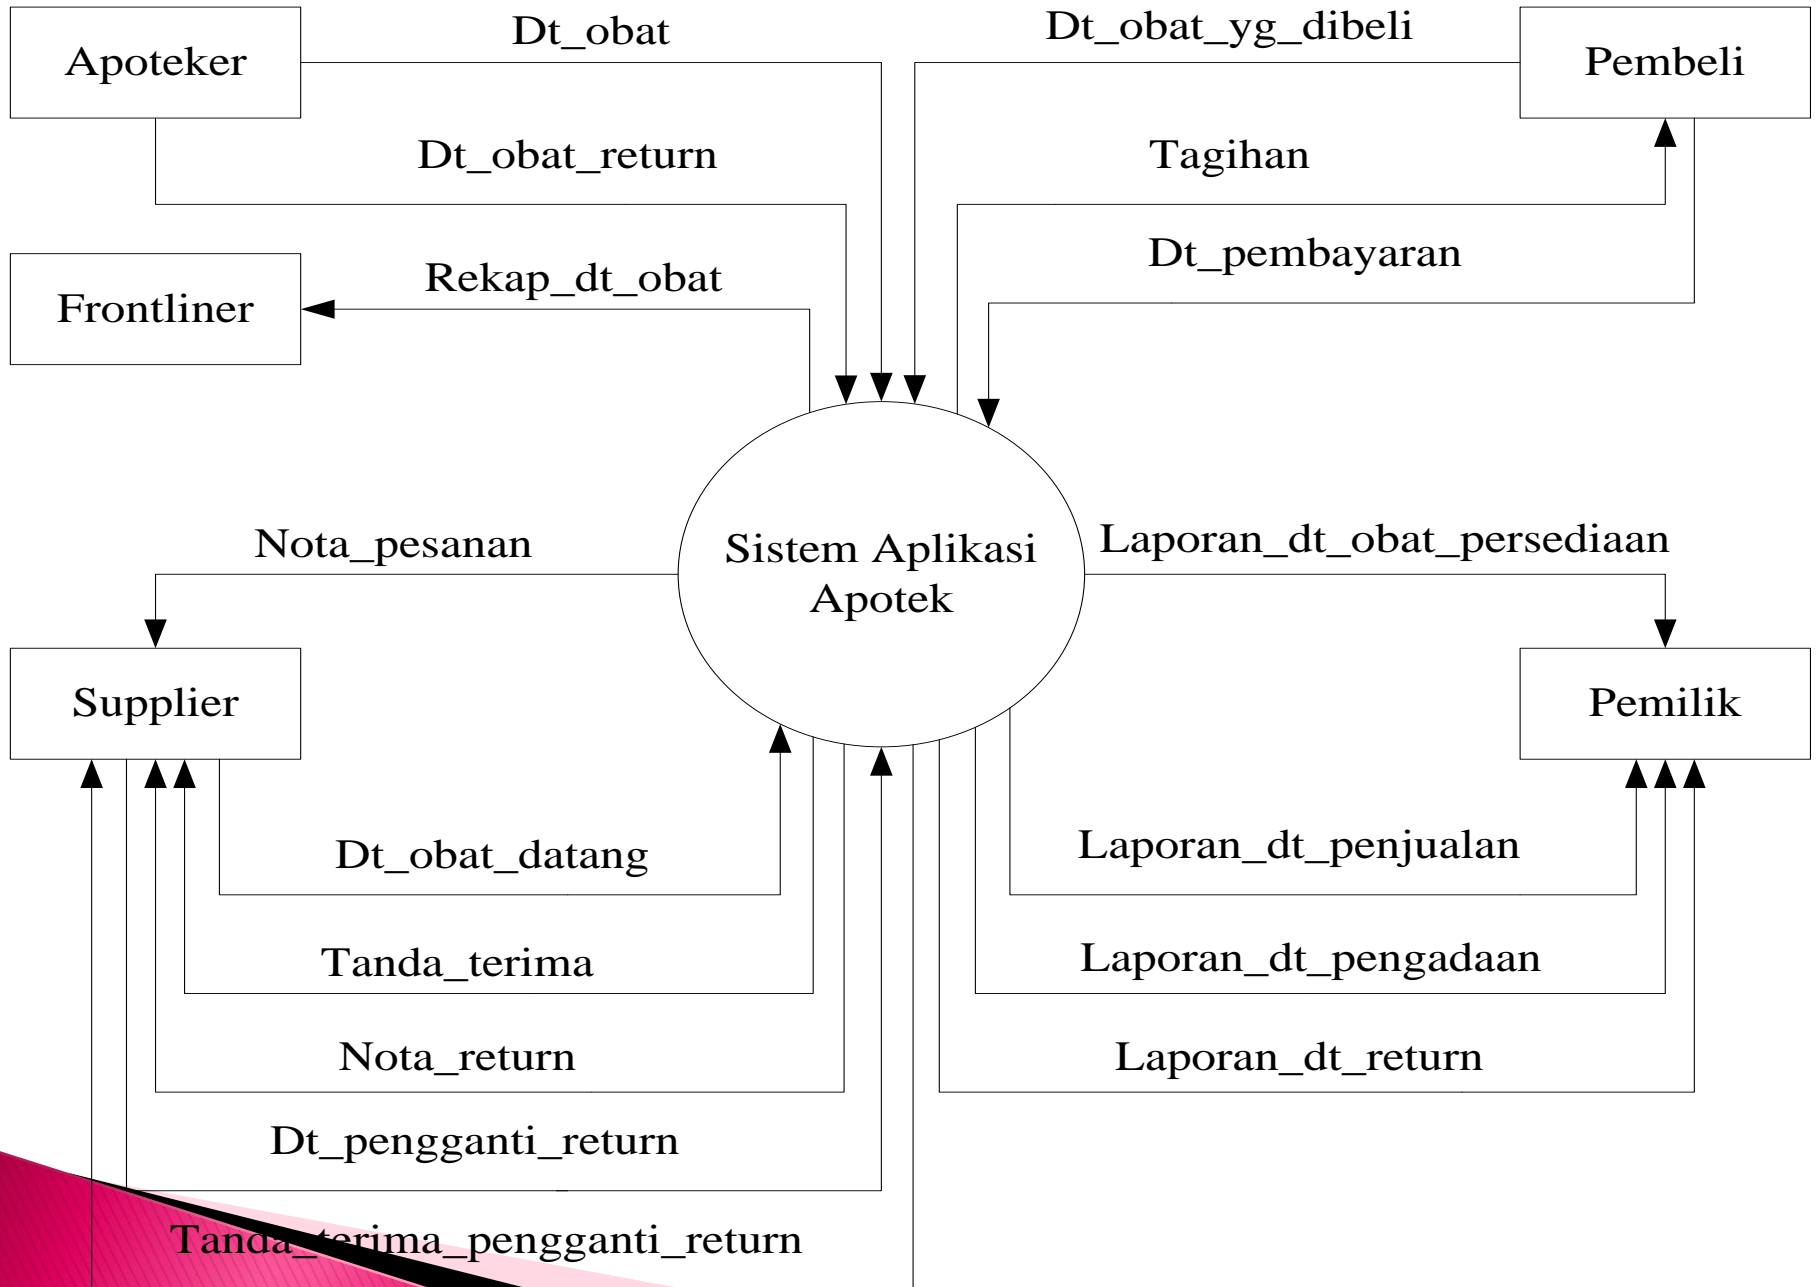 Apoteker
Dt_obat
Dt_obat_yg_dibeli
Pembeli
Dt_obat_return
Tagihan
Frontliner
Rekap_dt_obat
Dt_pembayaran
Nota_pesanan
Sistem Aplikasi
Apotek
Laporan_dt_obat_persediaan
Supplier
Pemilik
Dt_obat_datang
Laporan_dt_penjualan
Tanda_terima
Laporan_dt_pengadaan
Nota_return
Laporan_dt_return
Dt_pengganti_return
Tanda_terima_pengganti_return